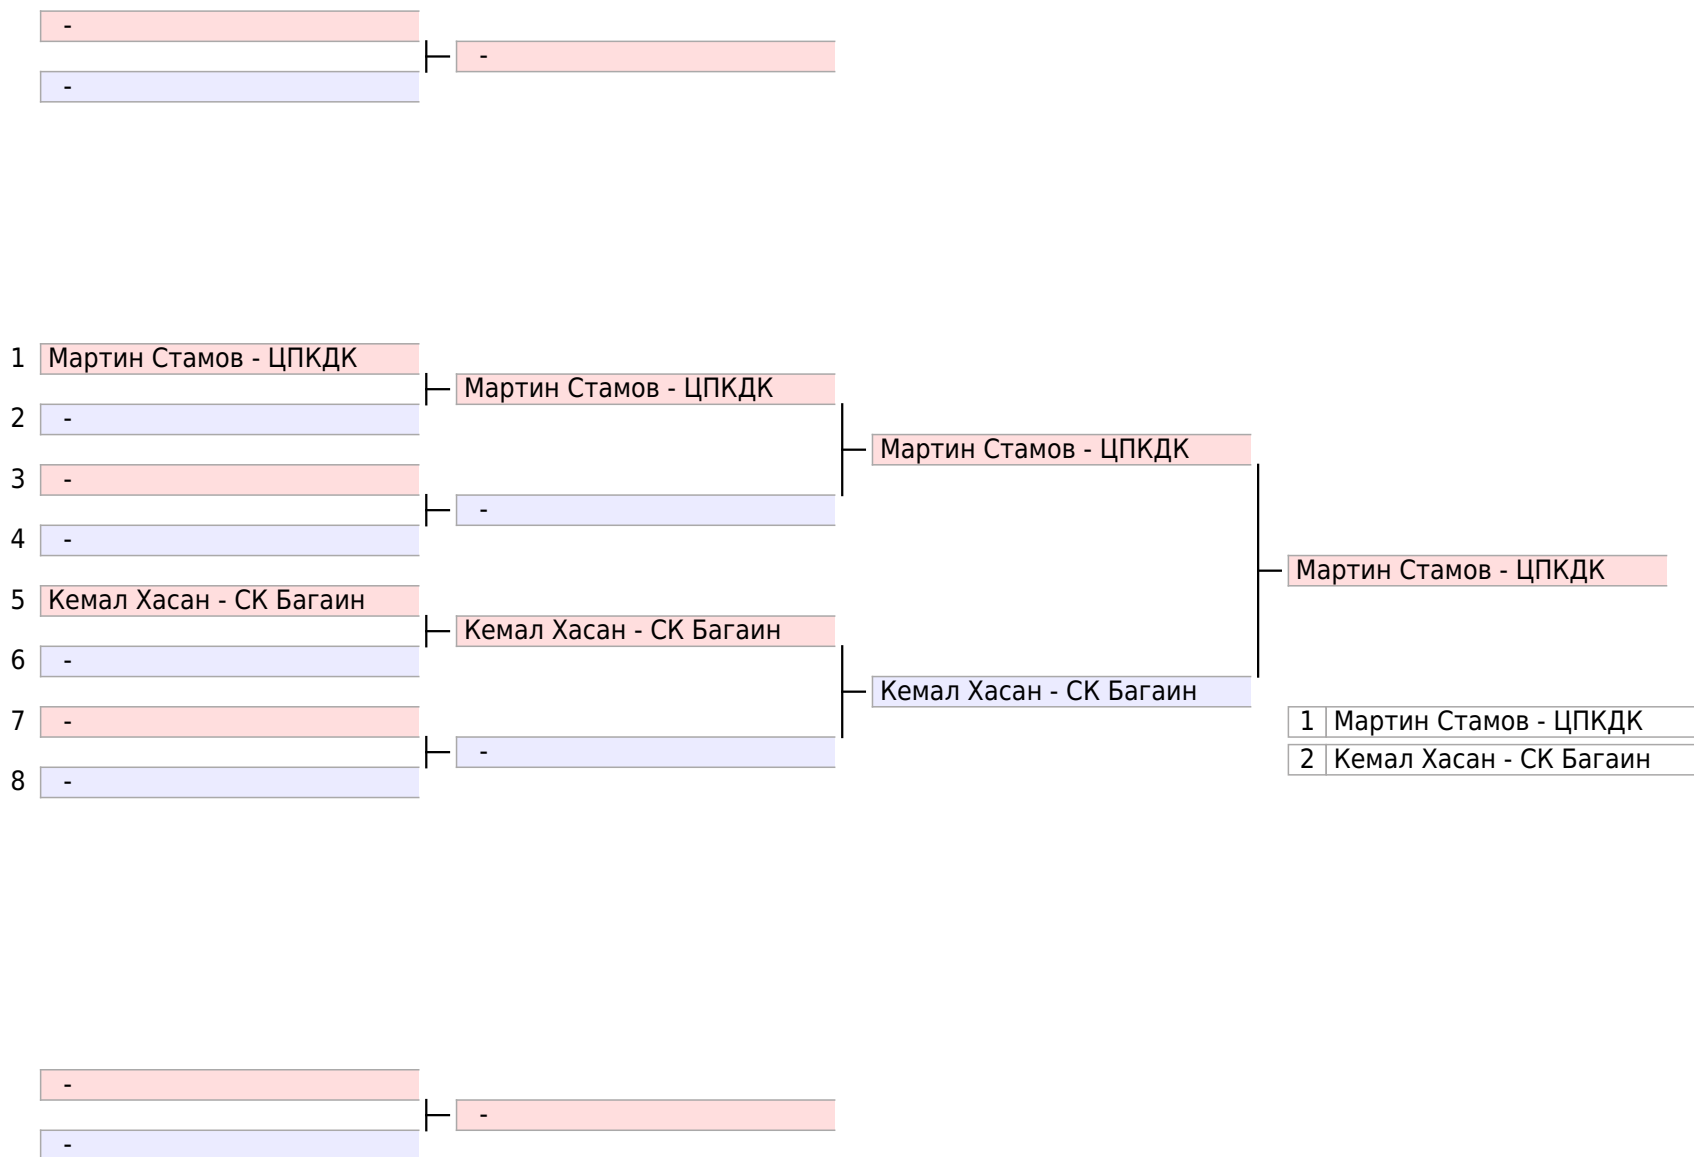 -
-
-
1 Мартин Стамов - ЦПКДК
Мартин Стамов - ЦПКДК
2 -
Мартин Стамов - ЦПКДК
3 -
-
4 -
Мартин Стамов - ЦПКДК
5 Кемал Хасан - СК Багаин
Кемал Хасан - СК Багаин
6 -
Кемал Хасан - СК Багаин
7 -
1 Мартин Стамов - ЦПКДК
-
2 Кемал Хасан - СК Багаин
8 -
-
-
-